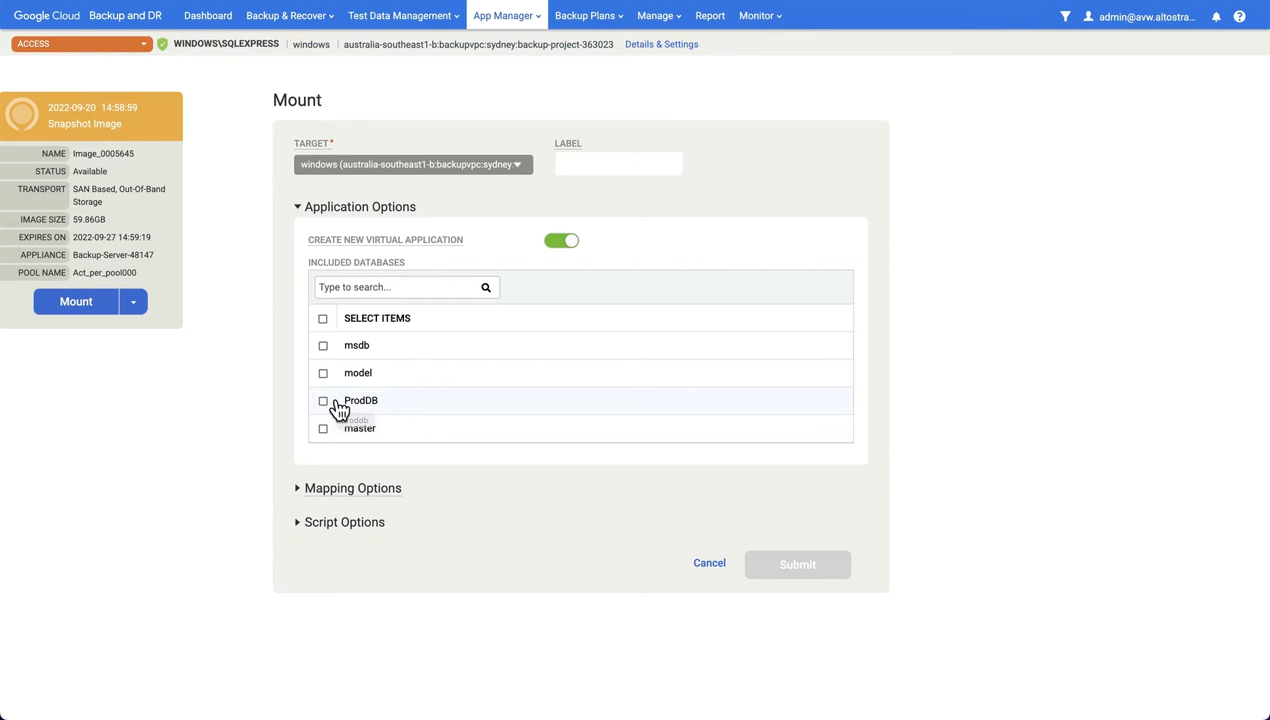 Google Cloud Backup and DR Dashboard Backup & Recover Test Data Management App Manager Backup Plans Manage Report Monitor admin@avw.altostra...
ACCESS WINDOWS\SQLEXPRESS windows australia-southeast1-b:backupvpc:sydney:backup-project-363023 Details & Settings
2022-09-20 14:58:59
Snapshot Image
NAME Image_0005645
STATUS Available
TRANSPORT SAN Based, Out-Of-Band
Storage
IMAGE SIZE 59.86GB
EXPIRES ON 2022-09-27 14:59:19
APPLIANCE Backup-Server-48147
POOL NAME Act_per_pool000
Mount
Mount
TARGET* LABEL
windows (australia-southeast1-b:backupvpc:sydney
Application Options
CREATE NEW VIRTUAL APPLICATION
INCLUDED DATABASES
Type to search...
SELECT ITEMS
msdb
model
ProdDB
master
Mapping Options
Script Options
Cancel Submit